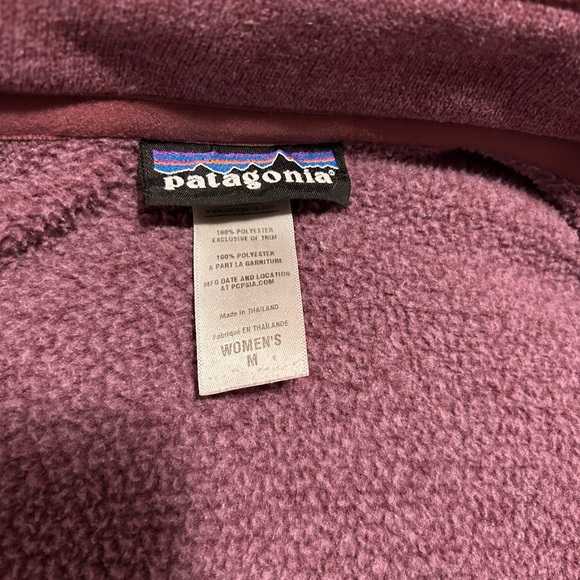 patagonia®
100% POLYESTER
EXCLUSIVE OF TRIM
100% POLYESTER
A PART LA GARNITURE
MFG DATE AND LOCATION
AT PCPSIA.COM
Made in THAILAND
Fabriqué EN THAÏLANDE
WOMEN'S
M